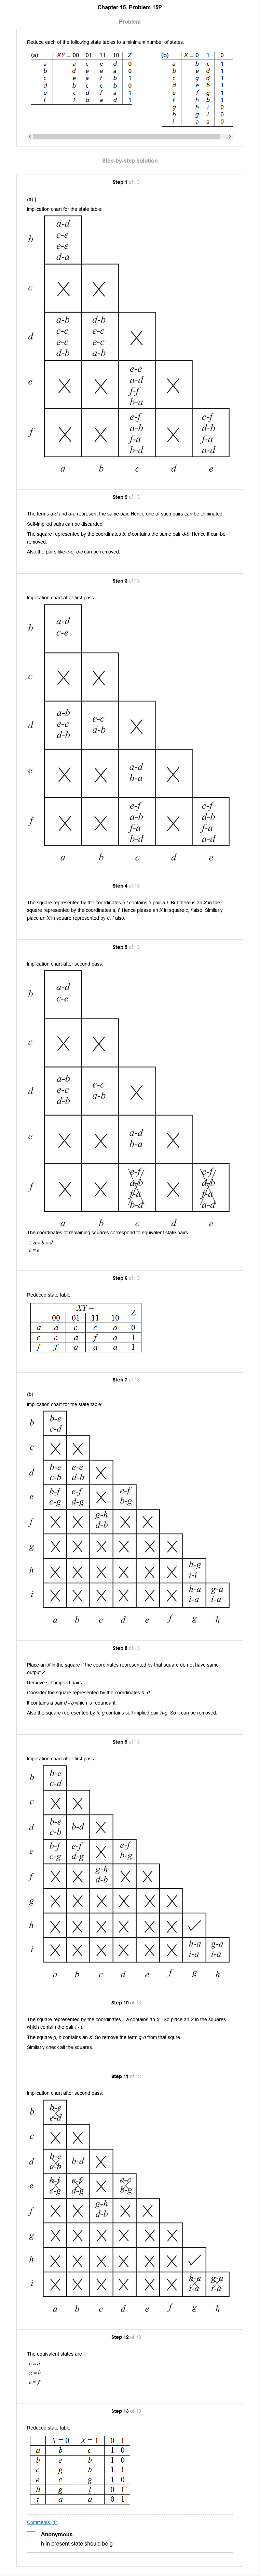 Chapter 15, Problem 15P
Problem
Reduce each of the following state tables to a minimum number of states:
(a) XY = 00 01 11 10 Z
a a c e d 0
b d e e a 0
c e a f b 1
d b c c b 0
e c d f a 1
f f b a d 1
(b) X = 0 1 0
a b c 1
b e d 1
c g d 1
d e b 1
e f g 1
f h b 1
g h i 0
h g i 0
i a a 0
Step-by-step solution
Step 1 of 13
(a) ]
Implication chart for the state table:
b a-d
c-e
e-e
d-a
c X X
d a-b d-b X
c-c e-c
e-c e-c
d-b a-b
e X X e-c X
a-d
f-f
b-a
f X X e-f X c-f
a-b d-b
f-a f-a
b-d a-d
a b c d e
Step 2 of 13
The terms a-d and d-a represent the same pair. Hence one of such pairs can be eliminated.
Self-implied pairs can be discarded.
The square represented by the coordinates b, d contains the same pair d-b. Hence it can be
removed.
Also the pairs like e-e, c-c can be removed.
Step 3 of 13
Implication chart after first pass:
b a-d
c-e
c X X
d a-b e-c X
e-c a-b
d-b
e X X a-d X
b-a
f X X e-f X c-f
a-b d-b
f-a f-a
b-d a-d
a b c d e
Step 4 of 13
The square represented by the coordinates c-f contains a pair a-f. But there is an X in the
square represented by the coordinates a, f. Hence please an X in square c, f also. Similarly
place an X in square represented by e, f also.
Step 5 of 13
Implication chart after second pass:
b a-d
c-e
c X X
d a-b e-c X
e-c a-b
d-b
e X X a-d X
b-a
f X X e-f X c-f
a-b d-b
f-a f-a
b-d a-d
a b c d e
The coordinates of remaining squares correspond to equivalent state pairs.
∴ a ≡ b ≡ d
c ≡ e
Step 6 of 13
Reduced state table:
XY = Z
00 01 11 10
a a c c a 0
c c a f a 1
f f a a a 1
Step 7 of 13
(b)
Implication chart for the state table:
b b-e
c-d
c X X
d b-e e-e X
c-b d-b
e b-f e-f X e-f
c-g d-g b-g
f X X g-h X X
d-b
g X X X X X X
h X X X X X X h-g
i-i
i X X X X X X h-a g-a
i-a i-a
a b c d e f g h
Step 8 of 13
Place an X in the square if the coordinates represented by that square do not have same
output Z.
Remove self implied pairs.
Consider the square represented by the coordinates b, d.
It contains a pair d - b which is redundant.
Also the square represented by h, g contains self implied pair h-g. So it can be removed.
Step 9 of 13
Implication chart after first pass:
b b-e
c-d
c X X
d b-e b-d X
c-b
e b-f e-f X e-f
c-g d-g b-g
f X X g-h X X
d-b
g X X X X X X
h X X X X X X ✓
i X X X X X X h-a g-a
i-a i-a
a b c d e f g h
Step 10 of 13
The square represented by the coordinates i, a contains an X . So place an X in the squares
which contain the pair i - a.
The square g, h contains an X. So remove the term g-h from that squre.
Similarly check all the squares.
Step 11 of 13
Implication chart after second pass:
b b-e
c-d
c X X
d b-e b-d X
c-b
e b-f e-f X
c-g d-g b-g
f X X g-h X X
d-b
g X X X X X X
h X X X X X X ✓
i X X X X X X h-a g-a
i-a i-a
a b c d e f g h
Step 12 of 13
The equivalent states are
b ≡ d
g ≡ h
c ≡ f
Step 13 of 13
Reduced state table:
X = 0 X = 1 0 1
a b c 1 0
b e b 1 0
c g b 1 1
e c g 1 0
h g i 0 1
i a a 0 1
Comments (1)
Anonymous
h in present state should be g